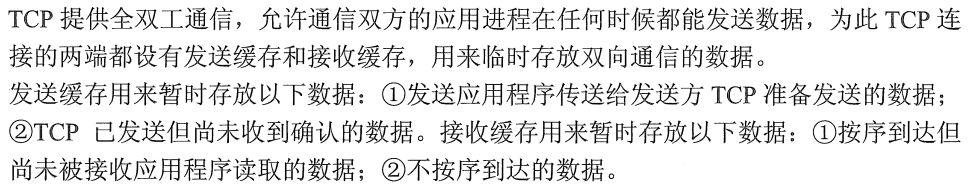 TCP 提供全双工通信，允许通信双方的应用进程在任何时候都能发送数据，为此 TCP 连
接的两端都设有发送缓存和接收缓存，用来临时存放双向通信的数据。
发送缓存用来暂时存放以下数据：①发送应用程序传送给发送方 TCP 准备发送的数据；
②TCP 已发送但尚未收到确认的数据。接收缓存用来暂时存放以下数据：①按序到达但
尚未被接收应用程序读取的数据；②不按序到达的数据。